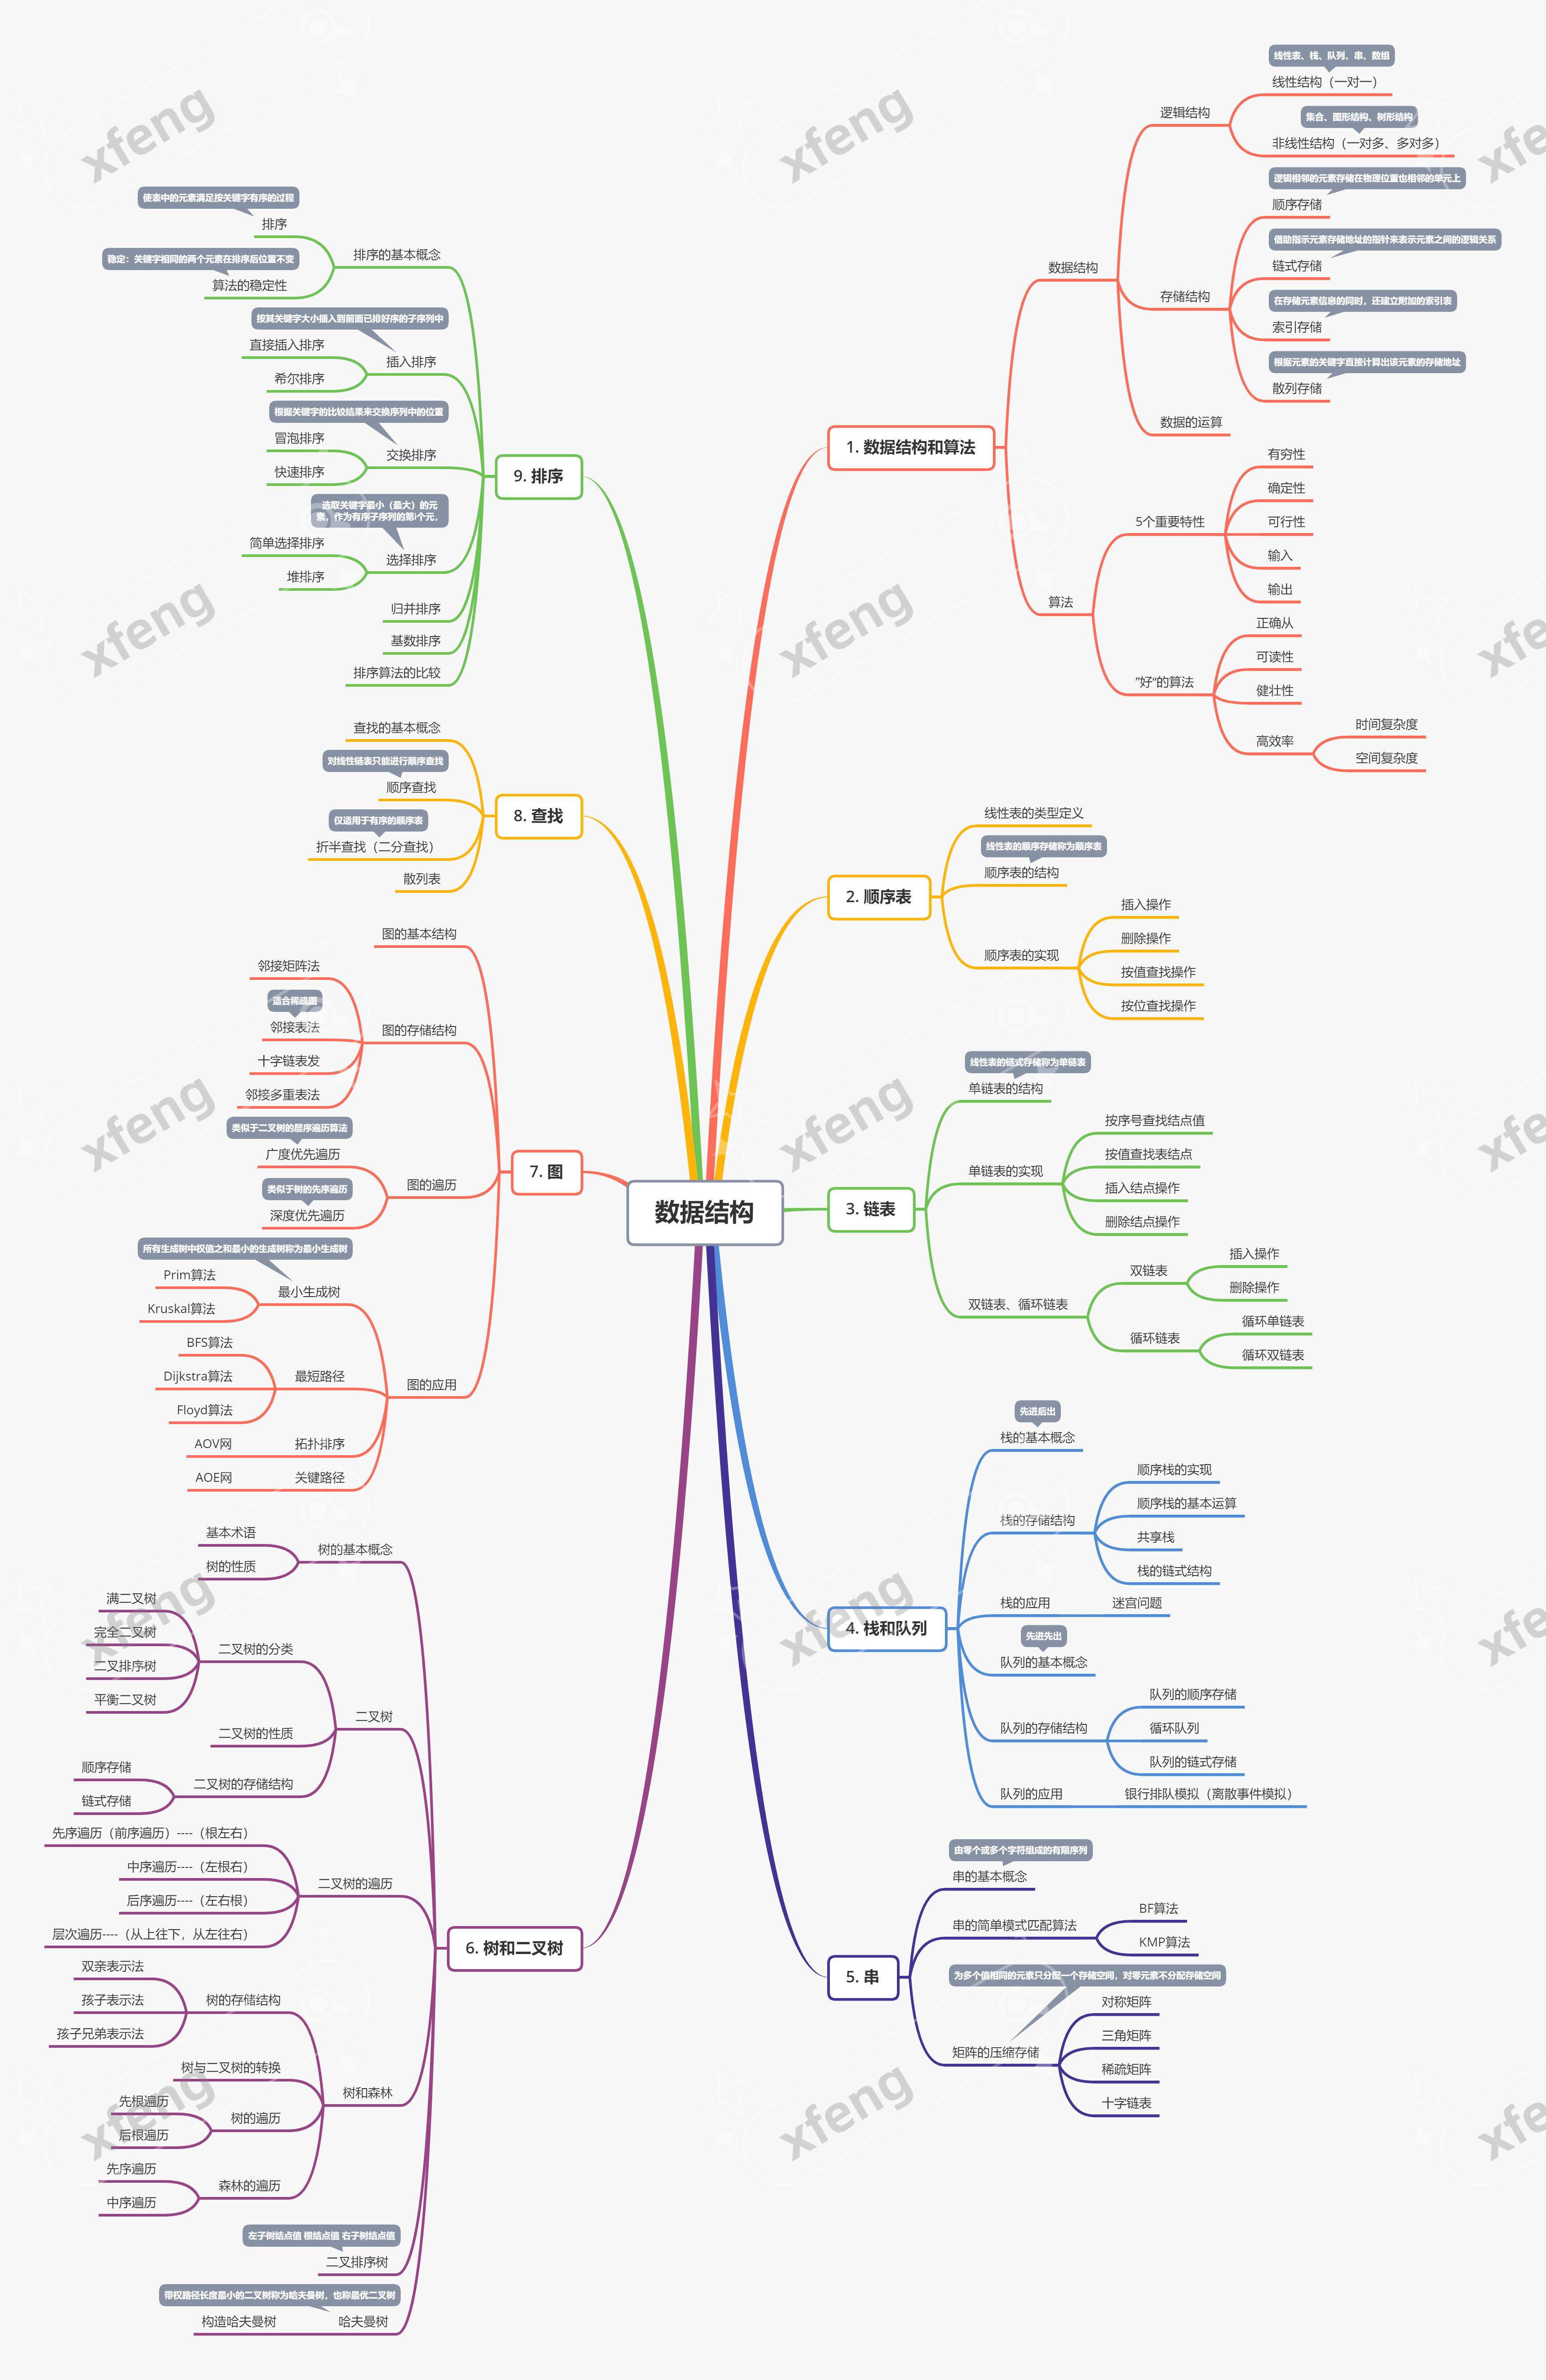 数据结构
1. 数据结构和算法
数据结构
逻辑结构
线性表、栈、队列、串、数组
线性结构（一对一）
集合、图形结构、树形结构
非线性结构（一对多、多对多）
存储结构
逻辑相邻的元素存储在物理位置也相邻的单元上
顺序存储
借助指示元素存储地址的指针来表示元素之间的逻辑关系
链式存储
在存储元素信息的同时，还建立附加的索引表
索引存储
根据元素的关键字直接计算出该元素的存储地址
散列存储
数据的运算
算法
5个重要特性
有穷性
确定性
可行性
输入
输出
"好"的算法
正确从
可读性
健壮性
高效率
时间复杂度
空间复杂度
2. 顺序表
线性表的类型定义
线性表的顺序存储称为顺序表
顺序表的结构
顺序表的实现
插入操作
删除操作
按值查找操作
按位查找操作
3. 链表
线性表的链式存储称为单链表
单链表的结构
单链表的实现
按序号查找结点值
按值查找表结点
插入结点操作
删除结点操作
双链表、循环链表
双链表
插入操作
删除操作
循环链表
循环单链表
循环双链表
4. 栈和队列
先进后出
栈的基本概念
栈的存储结构
顺序栈的实现
顺序栈的基本运算
共享栈
栈的链式结构
栈的应用
迷宫问题
先进先出
队列的基本概念
队列的存储结构
队列的顺序存储
循环队列
队列的链式存储
队列的应用
银行排队模拟（离散事件模拟）
5. 串
由零个或多个字符组成的有限序列
串的基本概念
串的简单模式匹配算法
BF算法
KMP算法
为多个值相同的元素只分配一个存储空间，对零元素不分配存储空间
矩阵的压缩存储
对称矩阵
三角矩阵
稀疏矩阵
十字链表
6. 树和二叉树
树的基本概念
基本术语
树的性质
二叉树
二叉树的分类
满二叉树
完全二叉树
二叉排序树
平衡二叉树
二叉树的性质
二叉树的存储结构
顺序存储
链式存储
二叉树的遍历
先序遍历（前序遍历）----（根左右）
中序遍历----（左根右）
后序遍历----（左右根）
层次遍历----（从上往下，从左往右）
树和森林
树的存储结构
双亲表示法
孩子表示法
孩子兄弟表示法
树与二叉树的转换
树的遍历
先根遍历
后根遍历
森林的遍历
先序遍历
中序遍历
左子树结点值 根结点值 右子树结点值
二叉排序树
带权路径长度最小的二叉树称为哈夫曼树，也称最优二叉树
哈夫曼树
构造哈夫曼树
7. 图
图的基本结构
图的存储结构
邻接矩阵法
适合稀疏图
邻接表法
十字链表发
邻接多重表法
图的遍历
类似于二叉树的层序遍历算法
广度优先遍历
类似于树的先序遍历
深度优先遍历
图的应用
所有生成树中权值之和最小的生成树称为最小生成树
最小生成树
Prim算法
Kruskal算法
最短路径
BFS算法
Dijkstra算法
Floyd算法
拓扑排序
AOV网
关键路径
AOE网
8. 查找
查找的基本概念
对线性链表只能进行顺序查找
顺序查找
仅适用于有序的顺序表
折半查找（二分查找）
散列表
9. 排序
排序的基本概念
使表中的元素满足按关键字有序的过程
排序
稳定：关键字相同的两个元素在排序后位置不变
算法的稳定性
按其关键字大小插入到前面已排好序的子序列中
插入排序
直接插入排序
希尔排序
根据关键字的比较结果来交换序列中的位置
交换排序
冒泡排序
快速排序
选取关键字最小（最大）的元
素，作为有序子序列的第i个元，
选择排序
简单选择排序
堆排序
归并排序
基数排序
排序算法的比较
xfeng
xfeng
xfe
xfeng
xfeng
xfe
xfeng
xfeng
xfe
xfeng
xfeng
xfe
xfeng
xfeng
xfe